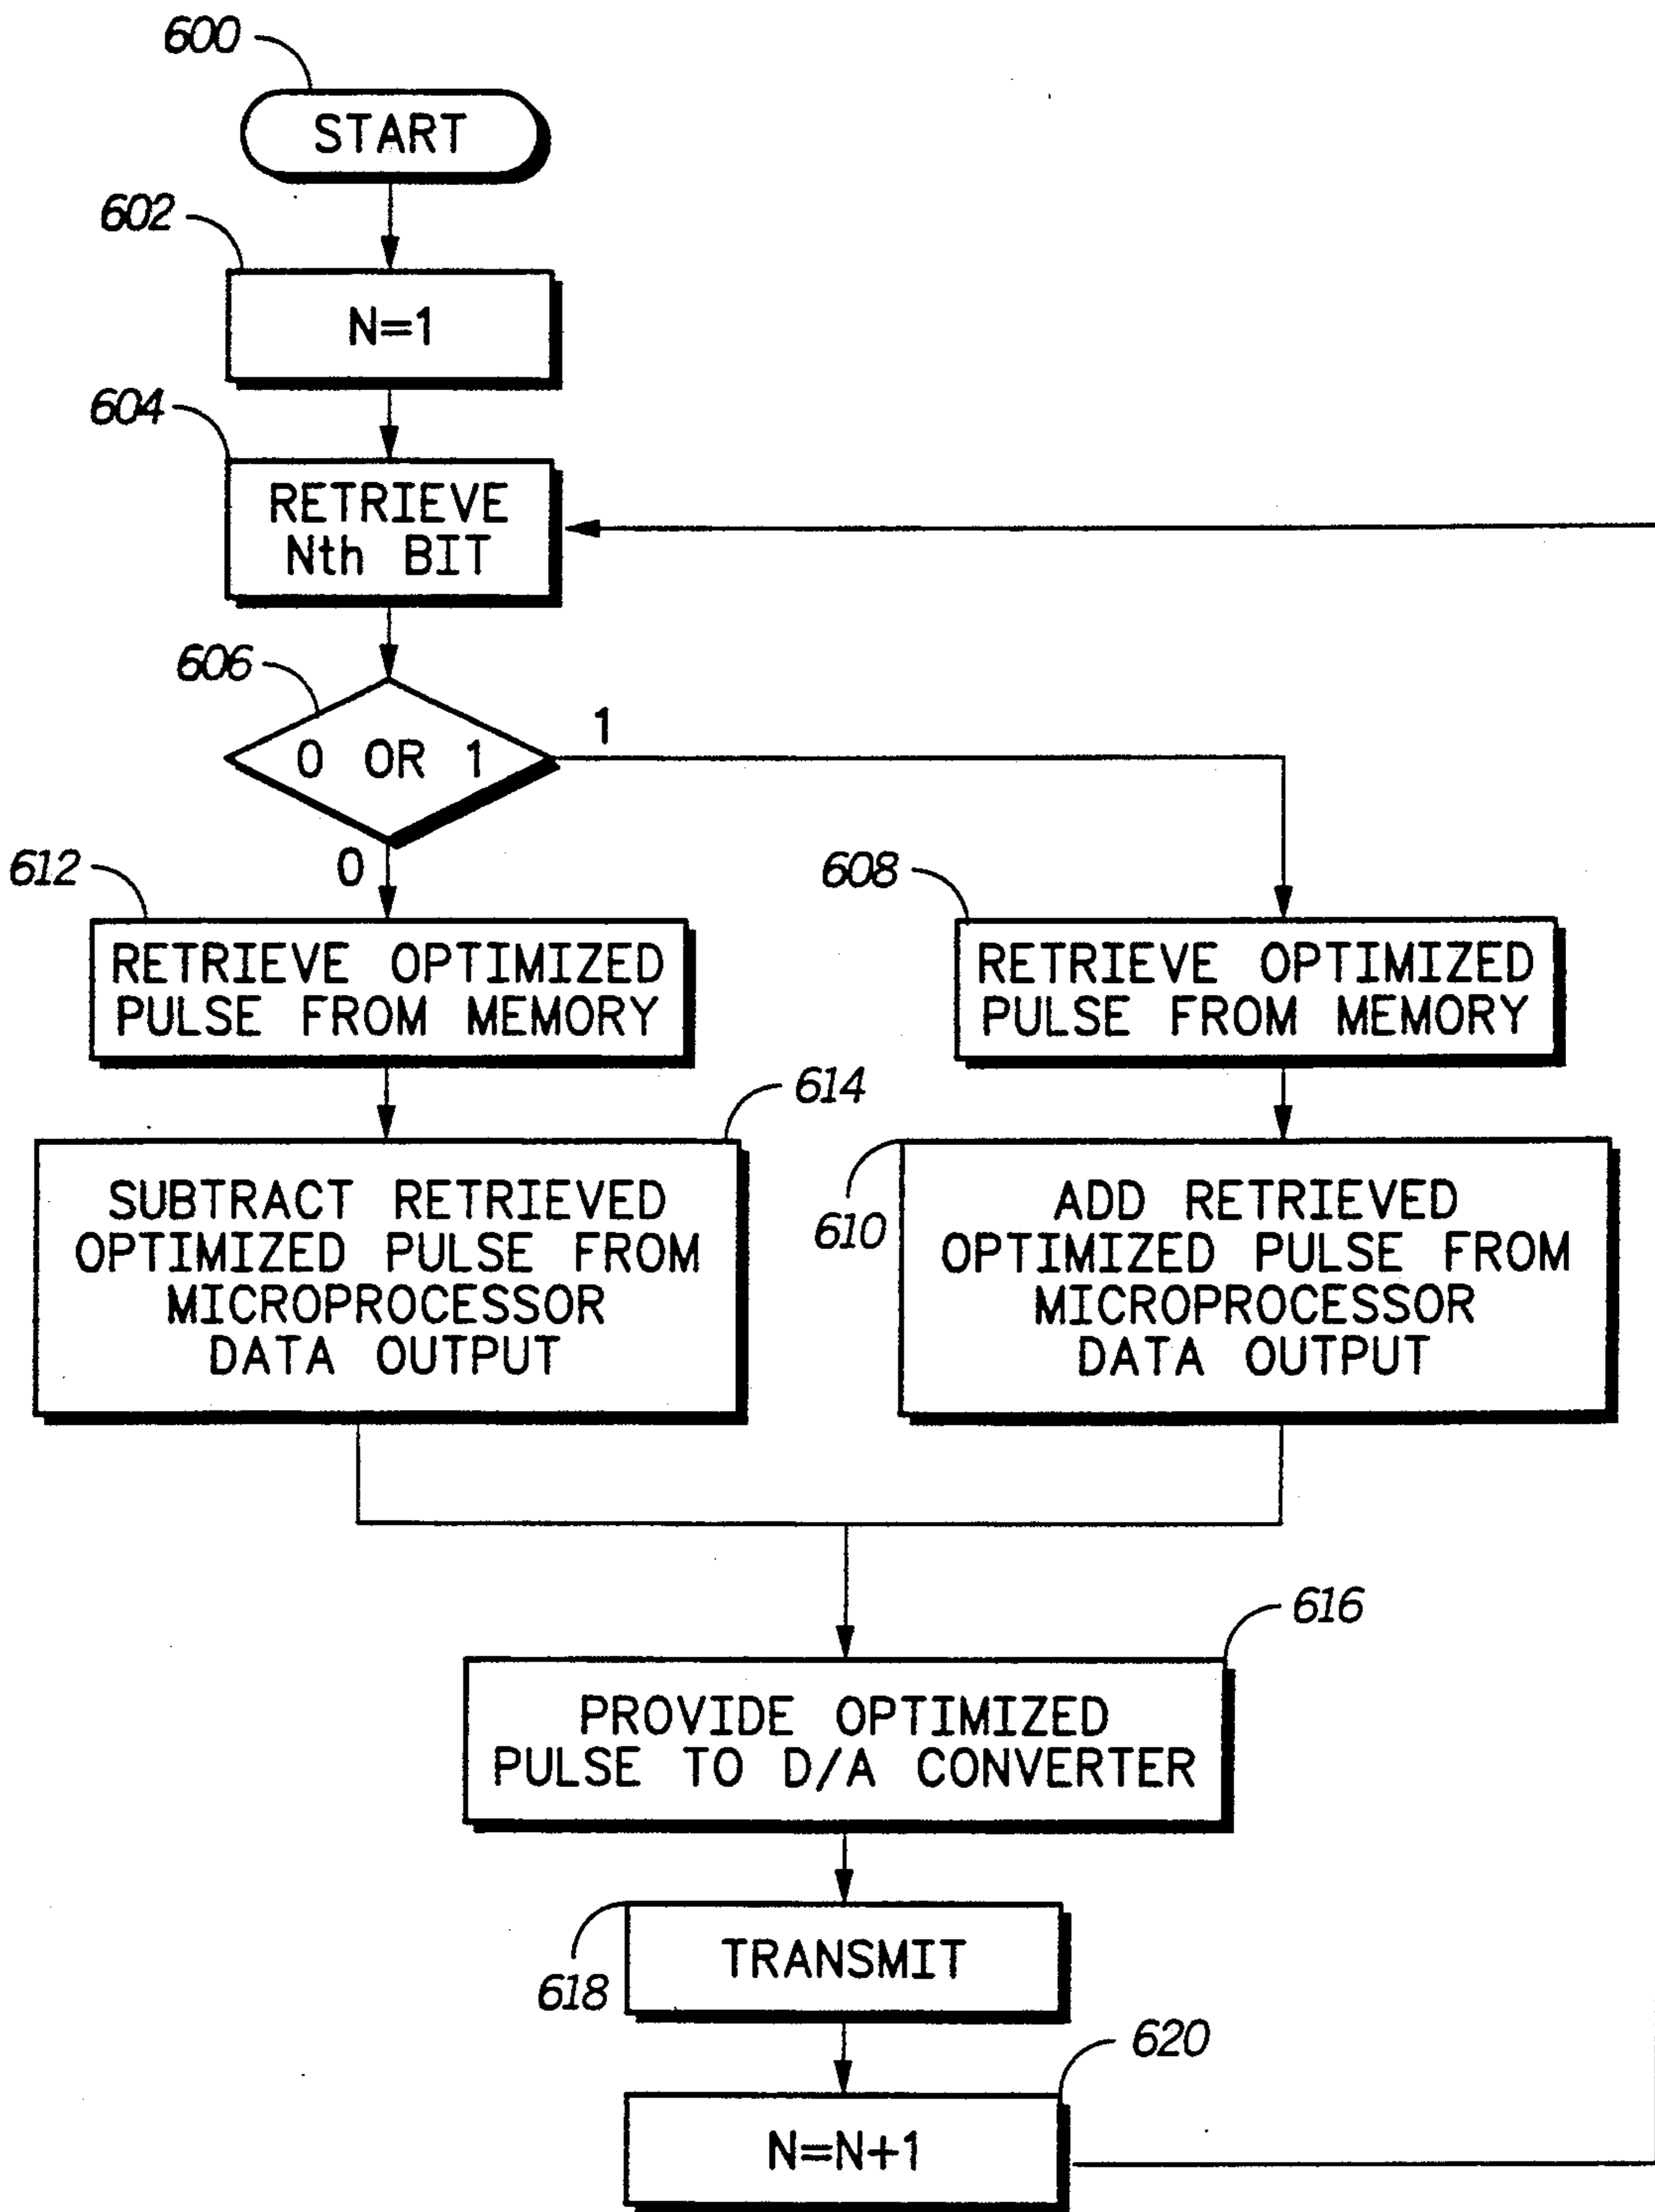 600
START
602
N=1
604
RETRIEVE
Nth BIT
606
0 OR 1
1
0
612
RETRIEVE OPTIMIZED
PULSE FROM MEMORY
608
RETRIEVE OPTIMIZED
PULSE FROM MEMORY
614
SUBTRACT RETRIEVED
OPTIMIZED PULSE FROM
MICROPROCESSOR
DATA OUTPUT
610
ADD RETRIEVED
OPTIMIZED PULSE FROM
MICROPROCESSOR
DATA OUTPUT
616
PROVIDE OPTIMIZED
PULSE TO D/A CONVERTER
618
TRANSMIT
620
N=N+1